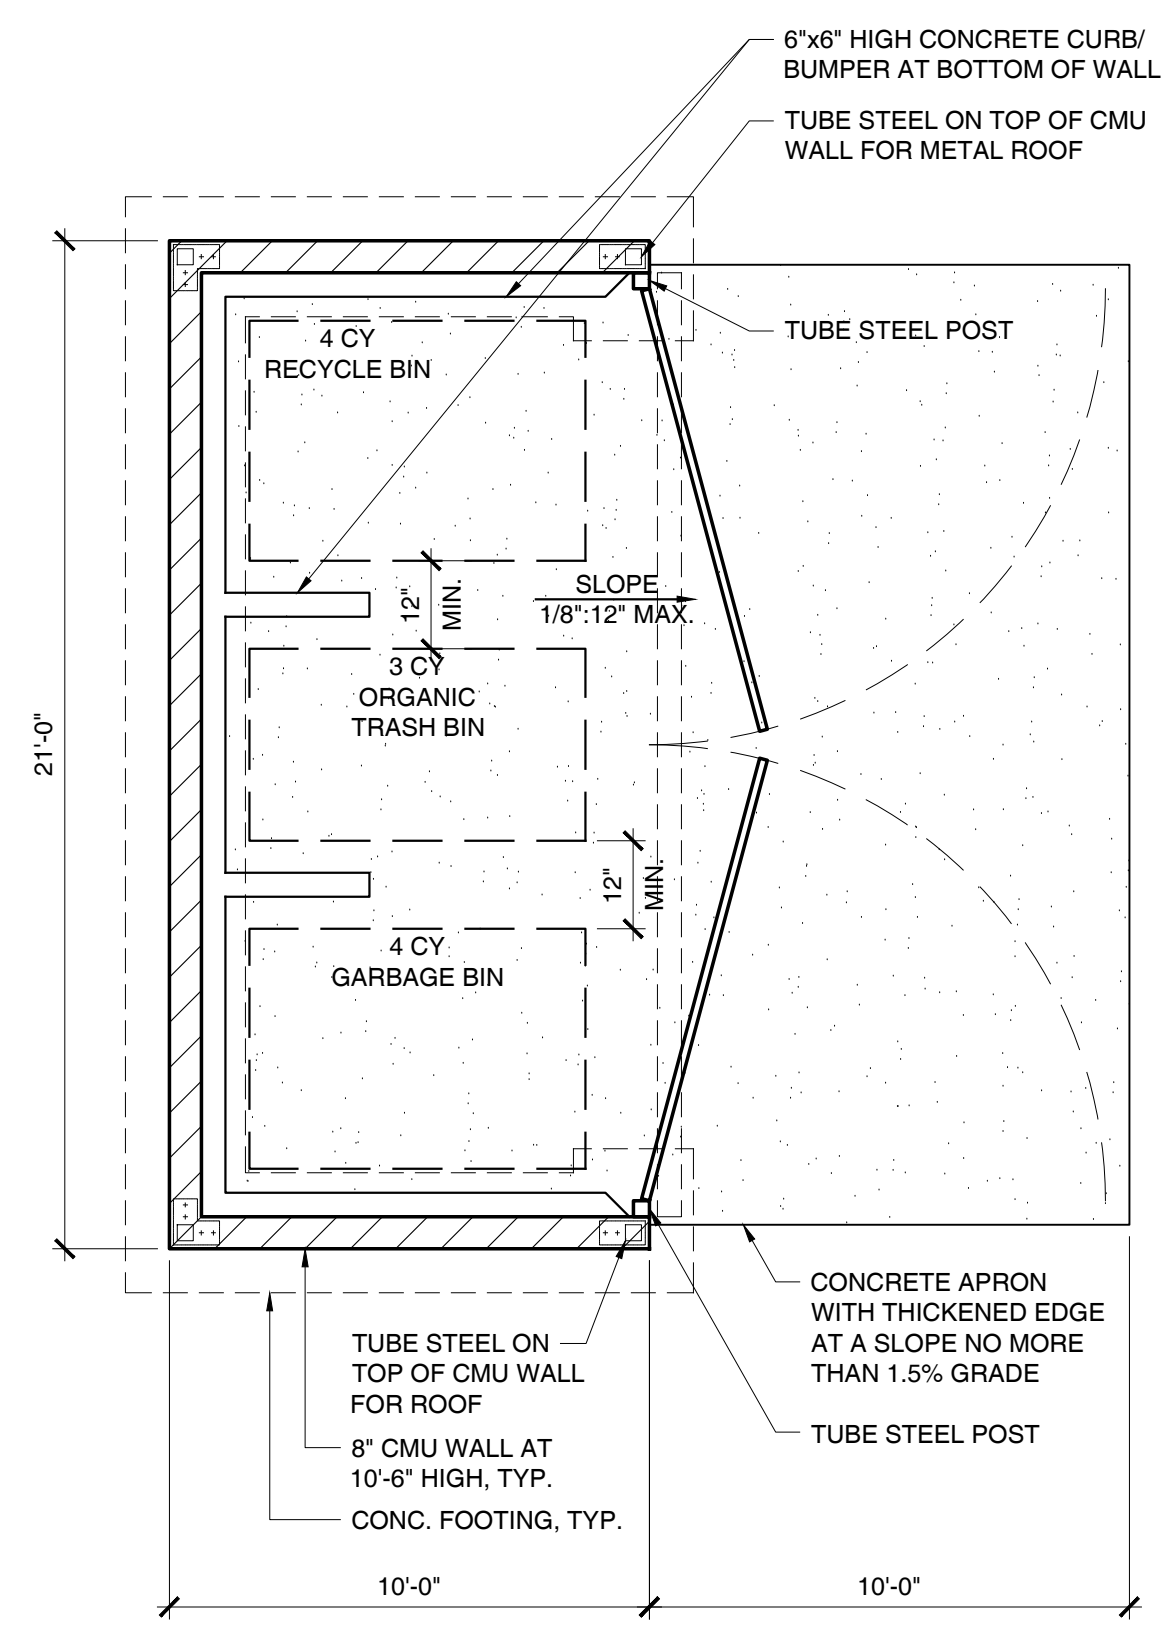 6"x6" HIGH CONCRETE CURB/
BUMPER AT BOTTOM OF WALL
TUBE STEEL ON TOP OF CMU
WALL FOR METAL ROOF
TUBE STEEL POST
4 CY
RECYCLE BIN
12"
MIN.
SLOPE
1/8":12" MAX.
3 CY
ORGANIC
TRASH BIN
21'-0"
12"
MIN.
4 CY
GARBAGE BIN
CONCRETE APRON
WITH THICKENED EDGE
AT A SLOPE NO MORE
THAN 1.5% GRADE
TUBE STEEL ON
TOP OF CMU WALL
FOR ROOF
TUBE STEEL POST
8" CMU WALL AT
10'-6" HIGH, TYP.
CONC. FOOTING, TYP.
10'-0"
10'-0"